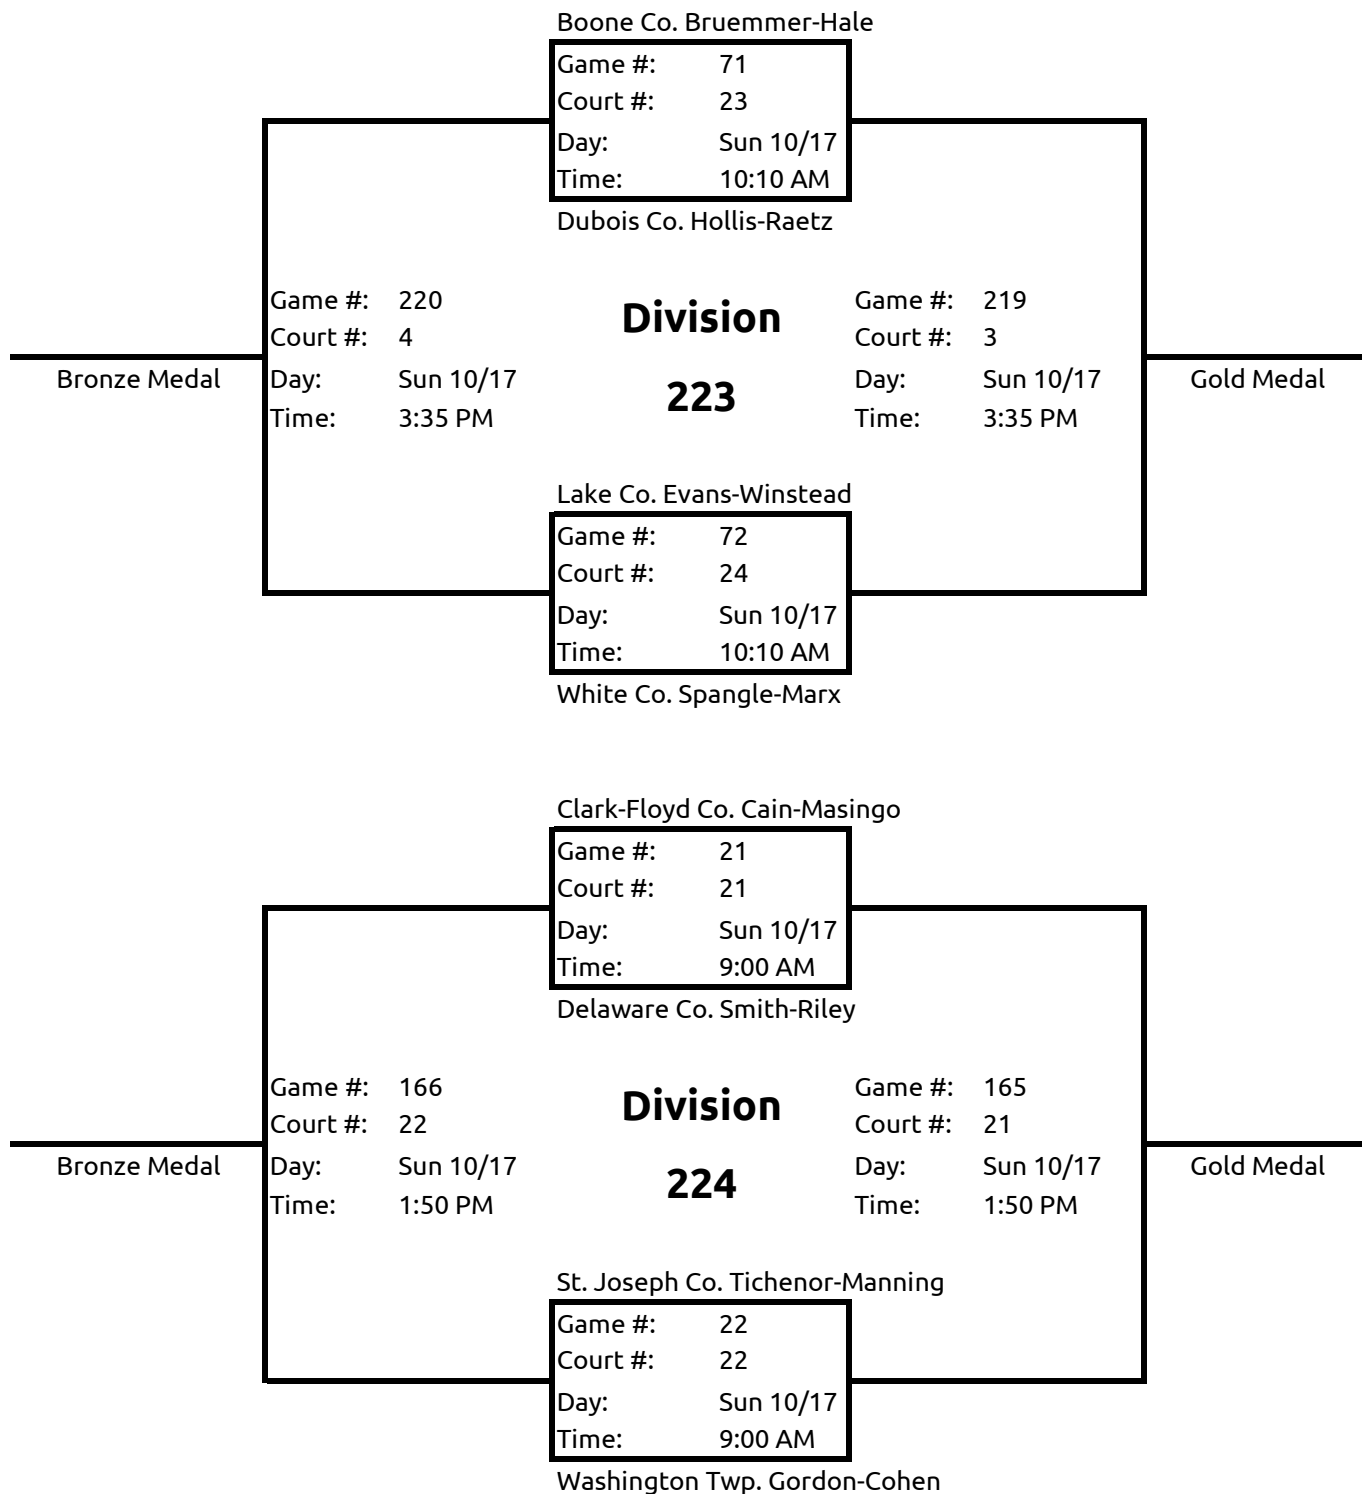 Boone Co. Bruemmer-Hale
Game #: 71
Court #: 23
Day: Sun 10/17
Time: 10:10 AM
Dubois Co. Hollis-Raetz
Game #: 220
Court #: 4
Day: Sun 10/17
Time: 3:35 PM
Bronze Medal
Division
223
Game #: 219
Court #: 3
Day: Sun 10/17
Time: 3:35 PM
Gold Medal
Lake Co. Evans-Winstead
Game #: 72
Court #: 24
Day: Sun 10/17
Time: 10:10 AM
White Co. Spangle-Marx
Clark-Floyd Co. Cain-Masingo
Game #: 21
Court #: 21
Day: Sun 10/17
Time: 9:00 AM
Delaware Co. Smith-Riley
Game #: 166
Court #: 22
Day: Sun 10/17
Time: 1:50 PM
Bronze Medal
Division
224
Game #: 165
Court #: 21
Day: Sun 10/17
Time: 1:50 PM
Gold Medal
St. Joseph Co. Tichenor-Manning
Game #: 22
Court #: 22
Day: Sun 10/17
Time: 9:00 AM
Washington Twp. Gordon-Cohen